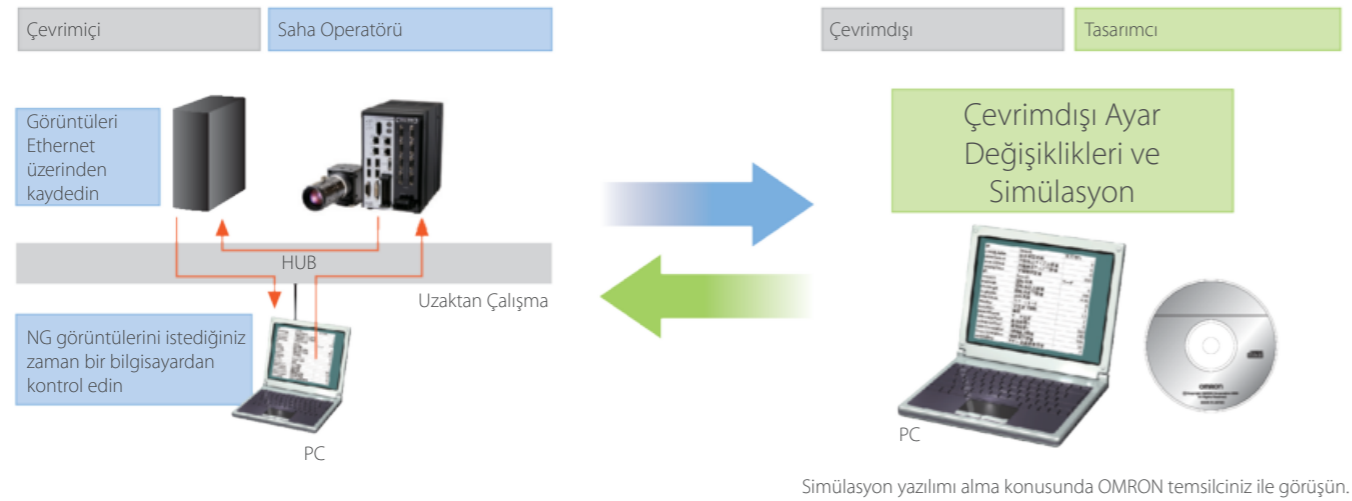 Çevrimiçi
Saha Operatörü
Görüntüleri
Ethernet
üzerinden
kaydedin
HUB
Uzaktan Çalışma
NG görüntülerini istediğiniz
zaman bir bilgisayardan
kontrol edin
PC
Çevrimdışı
Tasarımcı
Çevrimdışı Ayar
Değişiklikleri ve
Simülasyon
OMRON
PC
Simülasyon yazılımı alma konusunda OMRON temsilciniz ile görüşün.